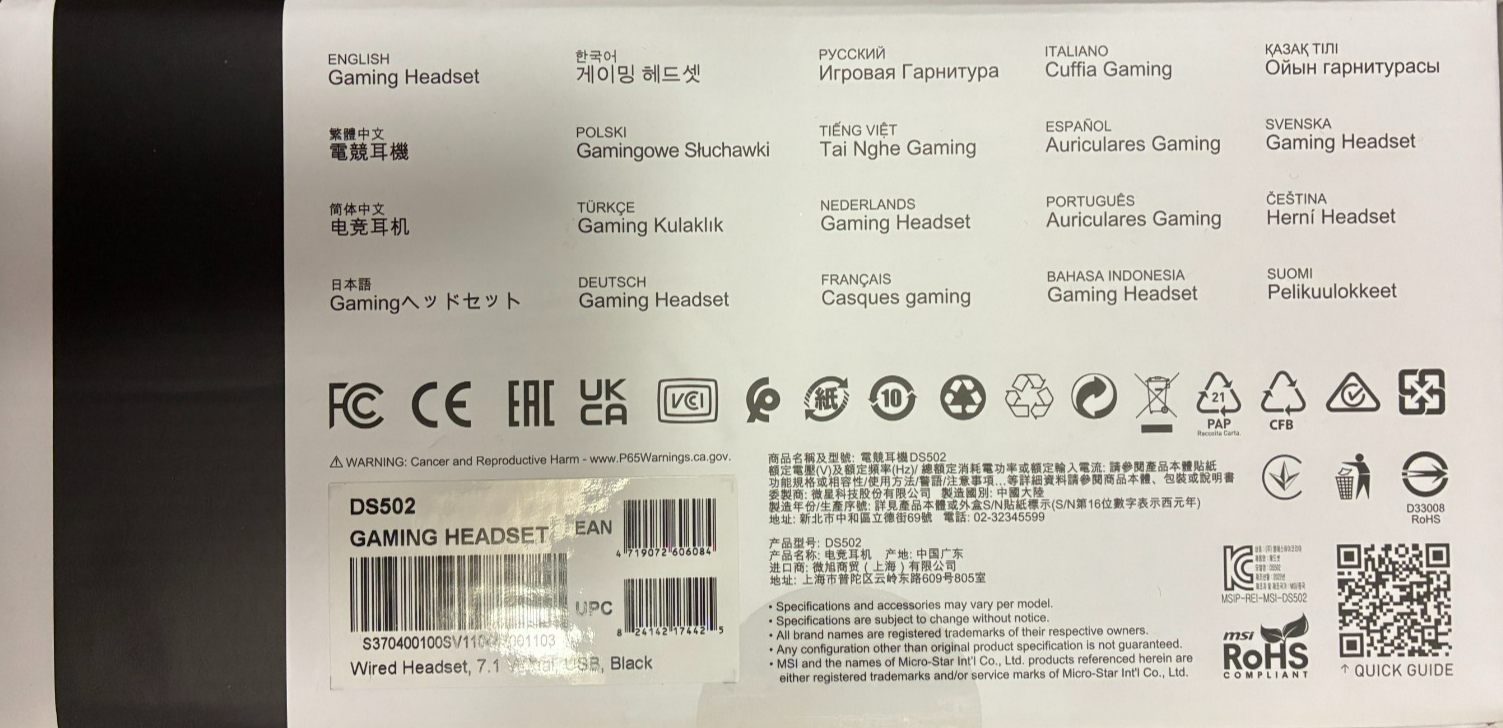 ENGLISH
Gaming Headset
한국어
게이밍 헤드셋
РУССКИЙ
Игровая Гарнитура
ITALIANO
Cuffia Gaming
ҚАЗАҚ ТІЛІ
Ойын гарнитурасы
繁體中文
電競耳機
POLSKI
Gamingowe Słuchawki
TIẾNG VIỆT
Tai Nghe Gaming
ESPAÑOL
Auriculares Gaming
SVENSKA
Gaming Headset
简体中文
电竞耳机
TÜRKÇE
Gaming Kulaklık
NEDERLANDS
Gaming Headset
PORTUGUÊS
Auriculares Gaming
ČEŠTINA
Herní Headset
日本語
Gamingヘッドセット
DEUTSCH
Gaming Headset
FRANÇAIS
Casques gaming
BAHASA INDONESIA
Gaming Headset
SUOMI
Pelikuulokkeet
FC CE EAC UK
CA
VCI
紙
10
21
PAP
Raccolta Carta.
CFB
⚠ WARNING: Cancer and Reproductive Harm - www.P65Warnings.ca.gov.
DS502
GAMING HEADSET
EAN
4 719072 606084
UPC
8 24142 17442 5
S370400100SV110 001103
Wired Headset, 7.1 USB, Black
商品名稱及型號: 電競耳機DS502
額定電壓(V)及額定頻率(Hz)/ 總額定消耗電功率或額定輸入電流: 請參閱產品本體貼紙
功能規格或相容性/使用方法/警語/注意事項...等詳細資料請參閱商品本體、包裝或說明書
委製商: 微星科技股份有限公司 製造國別: 中國大陸
製造年份/生產序號: 詳見產品本體或外盒S/N貼紙標示(S/N第16位數字表示西元年)
地址: 新北市中和區立德街69號 電話: 02-32345599
产品型号: DS502
产品名称: 电竞耳机 产地: 中国广东
进口商: 微旭商贸（上海）有限公司
地址: 上海市普陀区云岭东路609号805室
• Specifications and accessories may vary per model.
• Specifications are subject to change without notice.
• All brand names are registered trademarks of their respective owners.
• Any configuration other than original product specification is not guaranteed.
• MSI and the names of Micro-Star Int'l Co., Ltd. products referenced herein are
either registered trademarks and/or service marks of Micro-Star Int'l Co., Ltd.
D33008
RoHS
MSIP-REI-MSI-DS502
msi
RoHS
COMPLIANT
↑ QUICK GUIDE